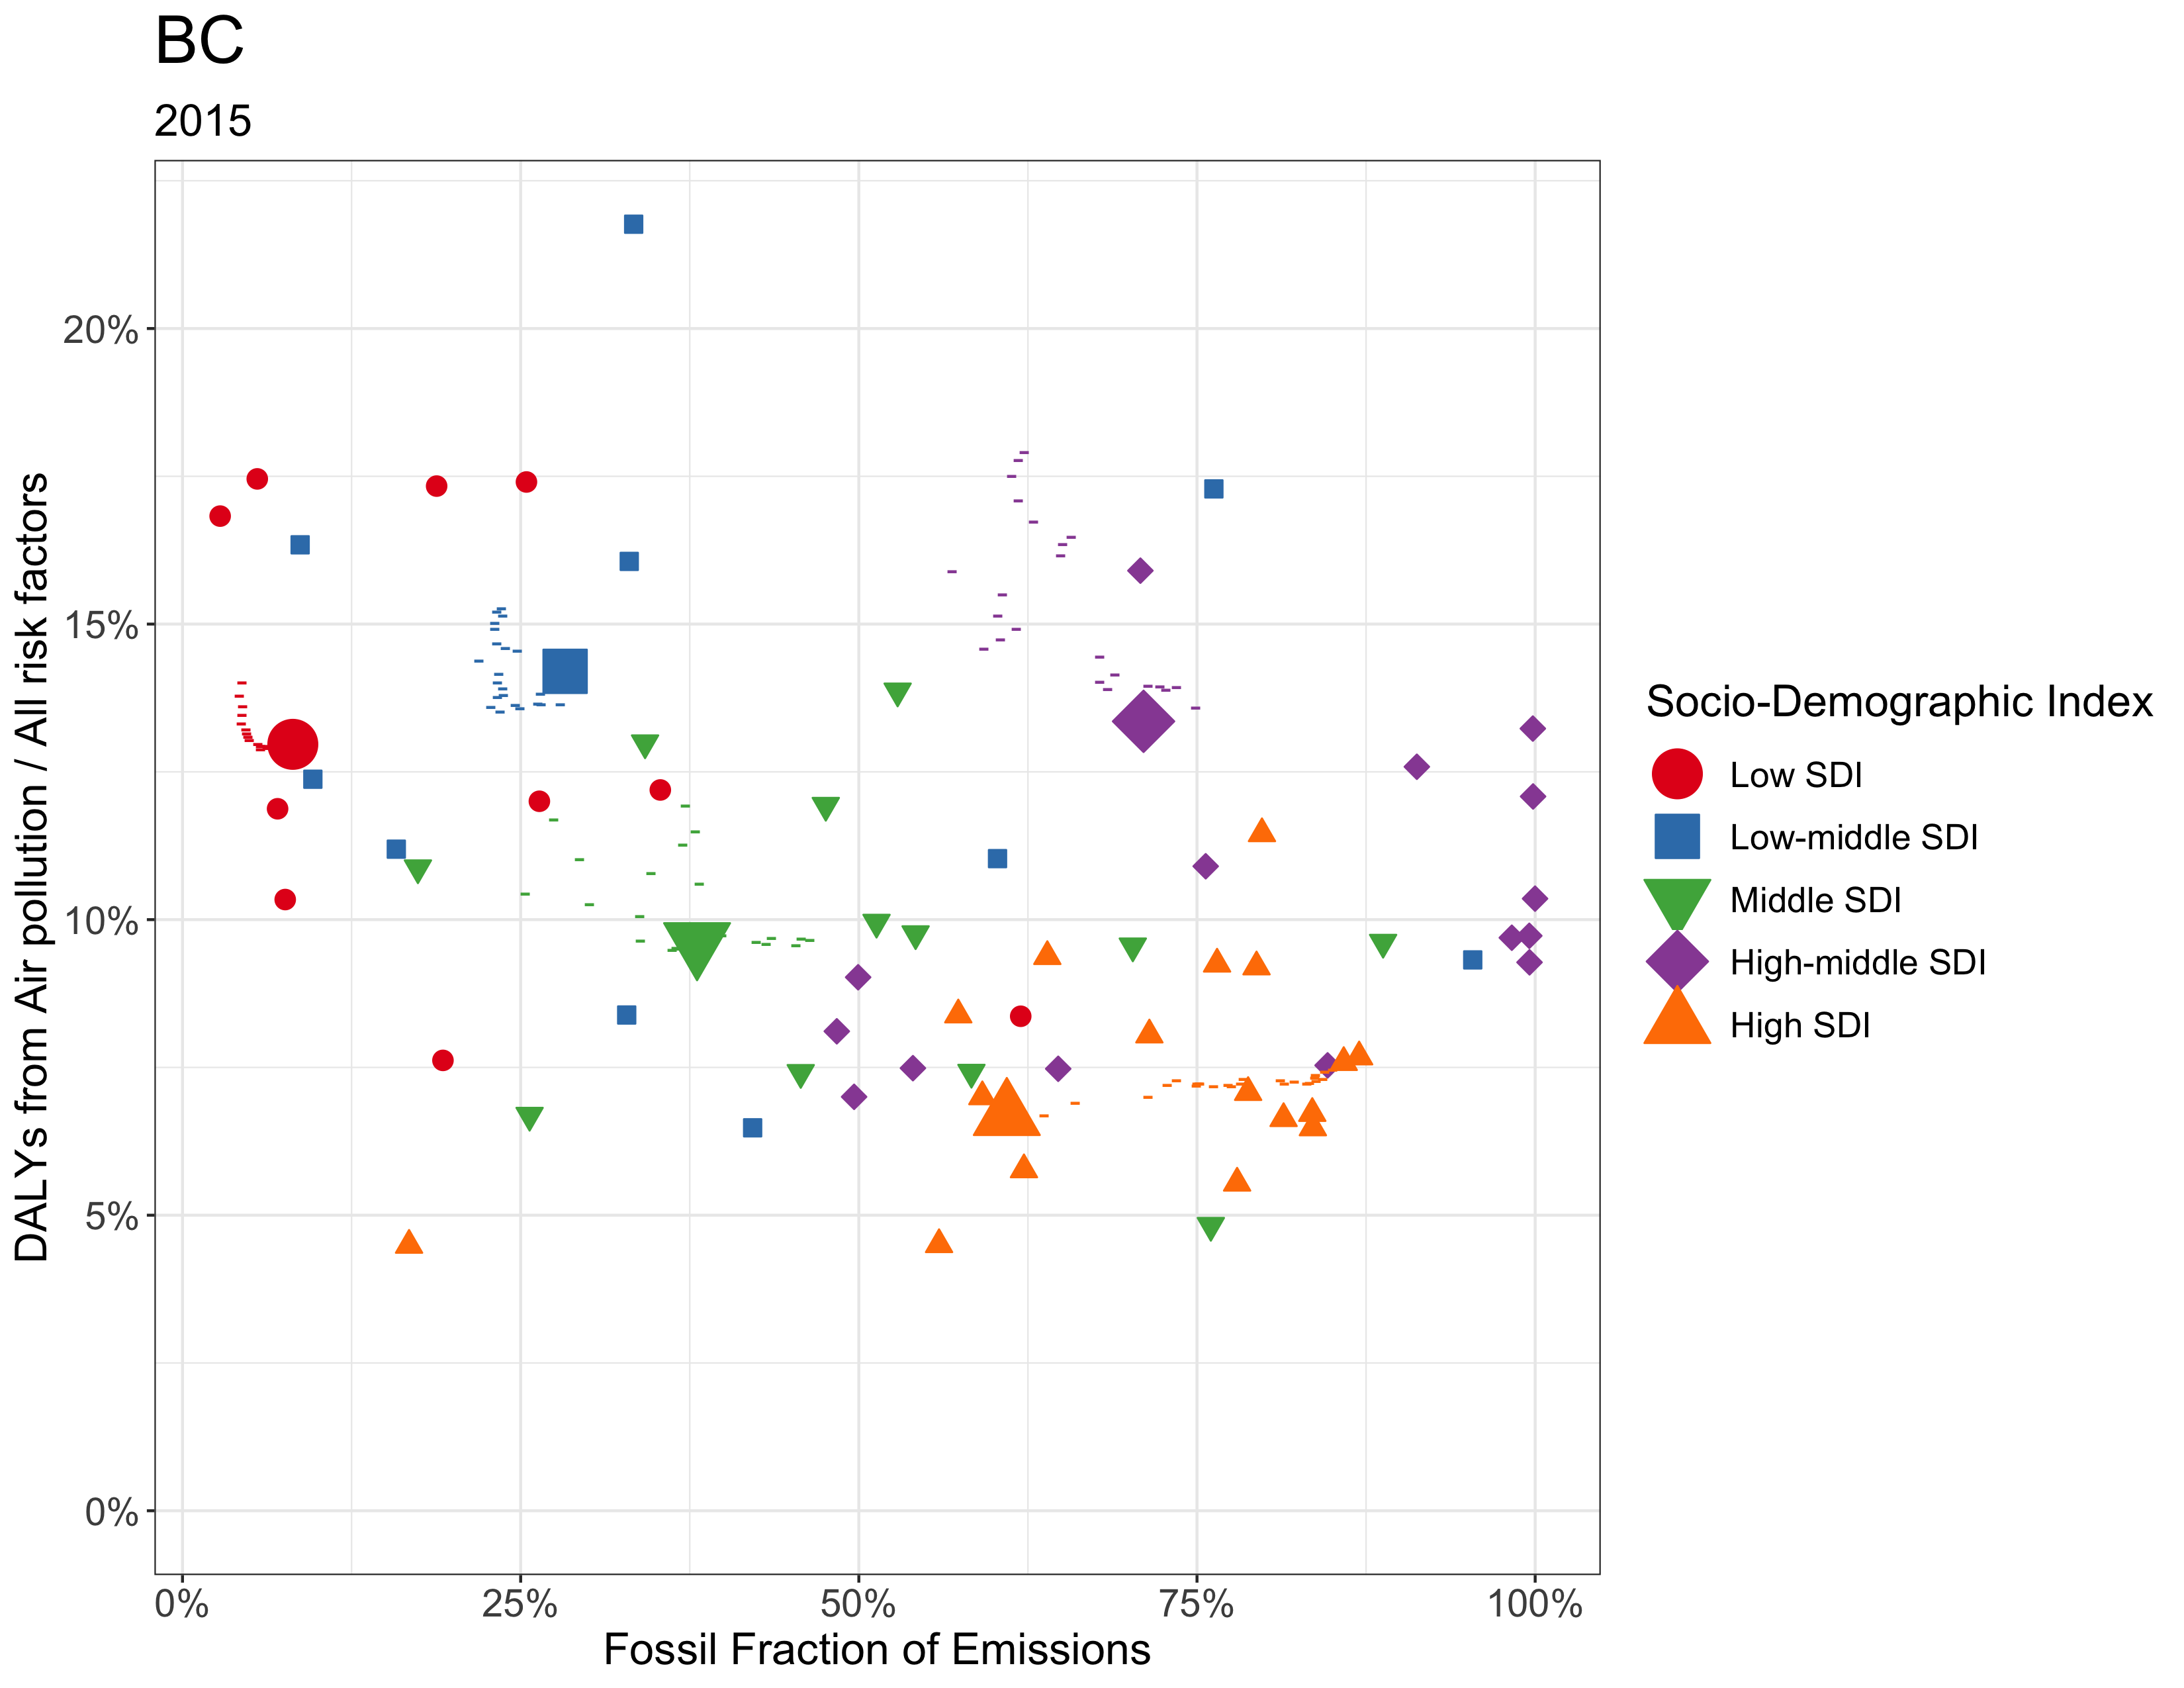 BC
2015
DALYs from Air pollution / All risk factors
20%
15%
10%
5%
0%
0% 25% 50% 75% 100%
Fossil Fraction of Emissions
Socio-Demographic Index
Low SDI
Low-middle SDI
Middle SDI
High-middle SDI
High SDI